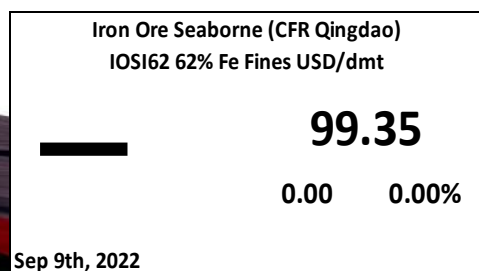 Iron Ore Seaborne (CFR Qingdao)
IOSI62 62% Fe Fines USD/dmt
99.35
0.00 0.00%
Sep 9th, 2022